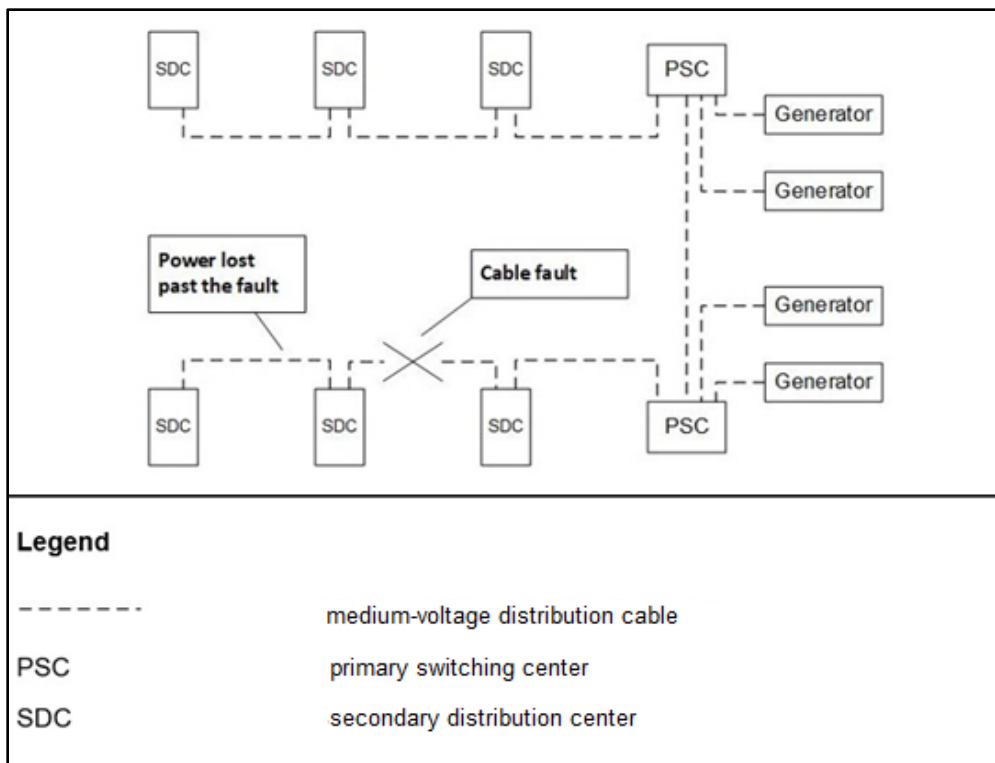 SDC
SDC
SDC
PSC
Generator
Generator
Power lost
past the fault
Cable fault
Generator
Generator
SDC
SDC
SDC
PSC
Legend
medium-voltage distribution cable
PSC primary switching center
SDC secondary distribution center